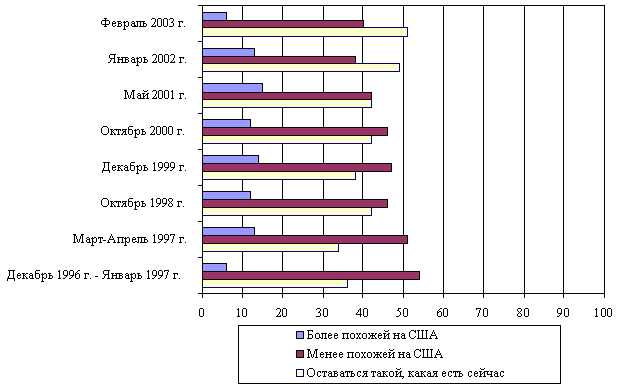 Февраль 2003 г.
Январь 2002 г.
Май 2001 г.
Октябрь 2000 г.
Декабрь 1999 г.
Октябрь 1998 г.
Март-Апрель 1997 г.
Декабрь 1996 г. - Январь 1997 г.
0 10 20 30 40 50 60 70 80 90 100
Более похожей на США
Менее похожей на США
Оставаться такой, какая есть сейчас